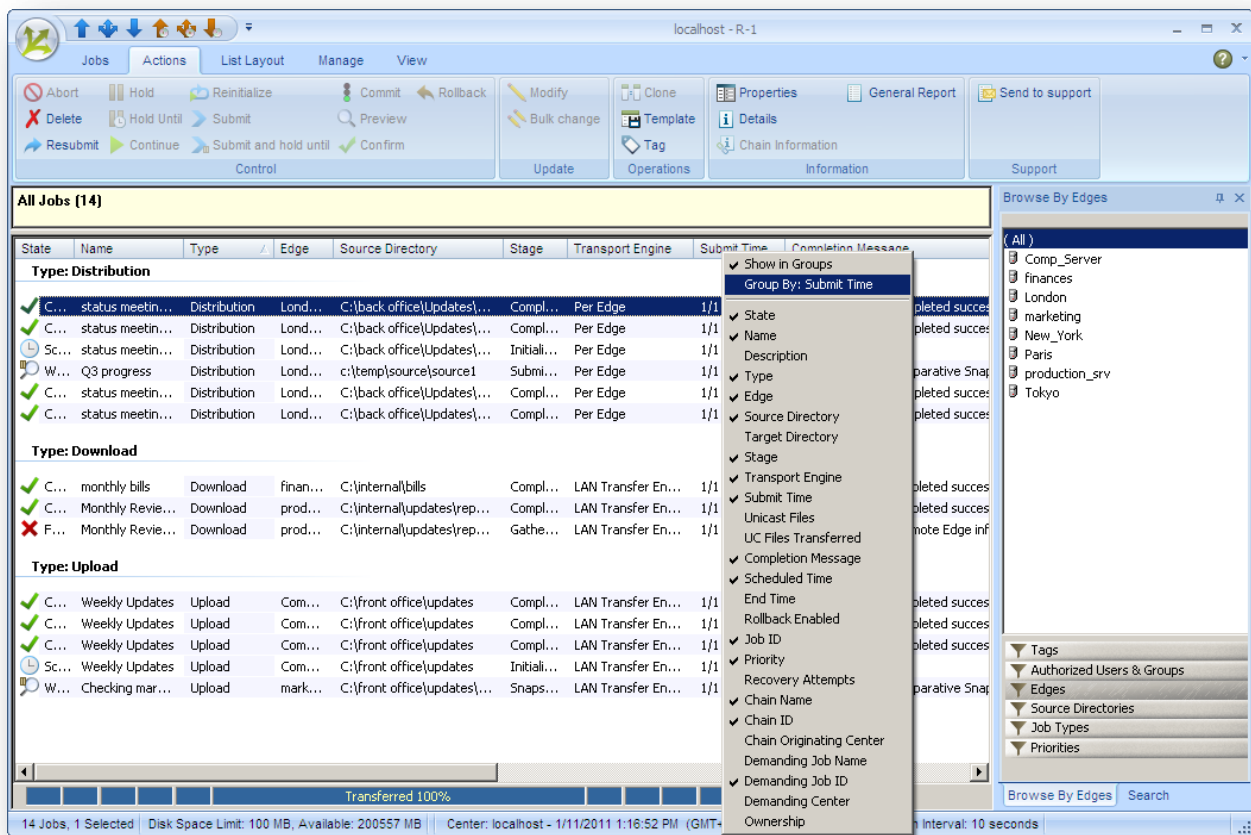 localhost - R-1
Jobs Actions List Layout Manage View
Abort Hold Reinitialize Commit Rollback Modify Clone Properties General Report Send to support
Delete Hold Until Submit Preview Bulk change Template Details
Resubmit Continue Submit and hold until Confirm Tag Chain Information
Control Update Operations Information Support
All Jobs (14)
State Name Type Edge Source Directory Stage Transport Engine Submit Time Completion Message
Type: Distribution
C... status meetin... Distribution Lond... C:\back office\Updates\... Compl... Per Edge 1/1 pleted succes
C... status meetin... Distribution Lond... C:\back office\Updates\... Compl... Per Edge 1/1 pleted succes
Sc... status meetin... Distribution Lond... C:\back office\Updates\... Initiali... Per Edge 1/1
W... Q3 progress Distribution Lond... c:\temp\source\source1 Submi... Per Edge 1/1 parative Snap
C... status meetin... Distribution Lond... C:\back office\Updates\... Compl... Per Edge 1/1 pleted succes
C... status meetin... Distribution Lond... C:\back office\Updates\... Compl... Per Edge 1/1 pleted succes
Type: Download
C... monthly bills Download finan... C:\internal\bills Compl... LAN Transfer En... 1/1 pleted succes
C... Monthly Revie... Download prod... C:\internal\updates\rep... Compl... LAN Transfer En... 1/1 pleted succes
F... Monthly Revie... Download prod... C:\internal\updates\rep... Gathe... LAN Transfer En... 1/1 mote Edge inf
Type: Upload
C... Weekly Updates Upload Com... C:\front office\updates Compl... LAN Transfer En... 1/1 pleted succes
C... Weekly Updates Upload Com... C:\front office\updates Compl... LAN Transfer En... 1/1 pleted succes
C... Weekly Updates Upload Com... C:\front office\updates Compl... LAN Transfer En... 1/1 pleted succes
Sc... Weekly Updates Upload Com... C:\front office\updates Initiali... LAN Transfer En... 1/1
W... Checking mar... Upload mark... C:\front office\updates\... Snaps... LAN Transfer En... 1/1 parative Snap
Show in Groups
Group By: Submit Time
State
Name
Description
Type
Edge
Source Directory
Target Directory
Stage
Transport Engine
Submit Time
Unicast Files
UC Files Transferred
Completion Message
Scheduled Time
End Time
Rollback Enabled
Job ID
Priority
Recovery Attempts
Chain Name
Chain ID
Chain Originating Center
Demanding Job Name
Demanding Job ID
Demanding Center
Ownership
Browse By Edges
(All)
Comp_Server
finances
London
marketing
New_York
Paris
production_srv
Tokyo
Tags
Authorized Users & Groups
Edges
Source Directories
Job Types
Priorities
Browse By Edges Search
Transferred 100%
14 Jobs, 1 Selected Disk Space Limit: 100 MB, Available: 200557 MB Center: localhost - 1/11/2011 1:16:52 PM (GMT+ h Interval: 10 seconds